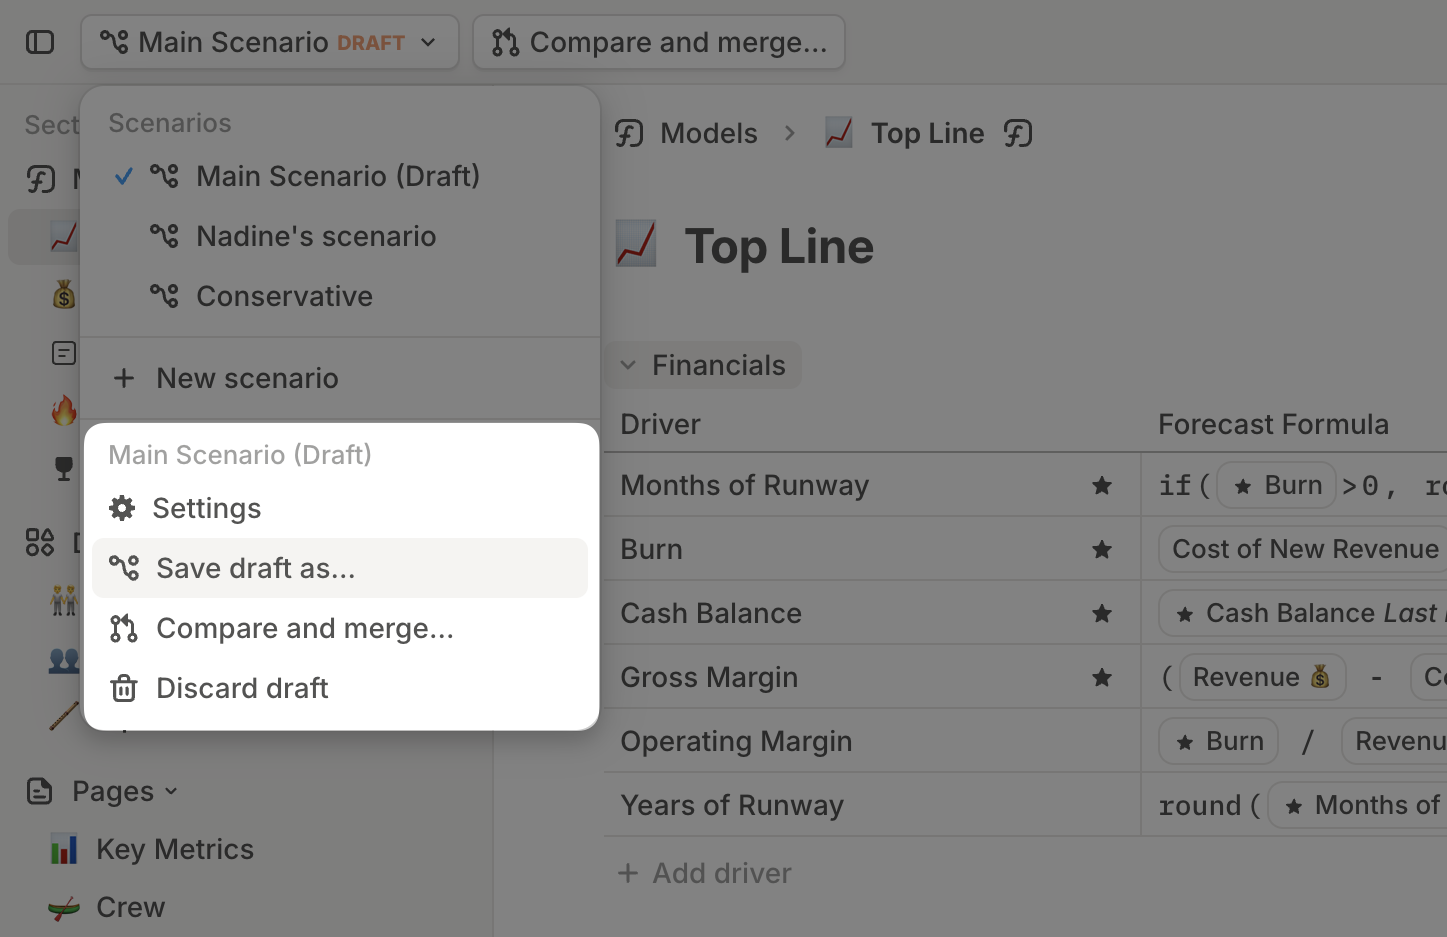 Main Scenario DRAFT
Compare and merge...
Sect
Scenarios
Main Scenario (Draft)
Nadine's scenario
Conservative
New scenario
Main Scenario (Draft)
Settings
Save draft as...
Compare and merge...
Discard draft
Pages
Key Metrics
Crew
Models
Top Line
Top Line
Financials
Driver Forecast Formula
Months of Runway if( Burn >0,
Burn Cost of New Revenue
Cash Balance Cash Balance Last
Gross Margin ( Revenue -
Operating Margin Burn / Revenu
Years of Runway round( Months of
+ Add driver